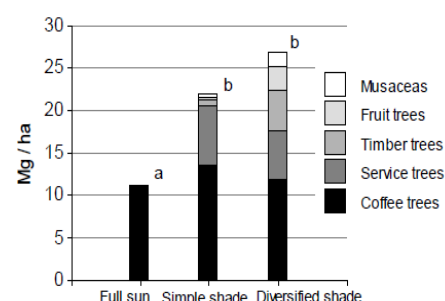 Mg / ha
30
25
20
15
10
5
0
a
b
b
Musaceas
Fruit trees
Timber trees
Service trees
Coffee trees
Full sun Simple shade Diversified shade